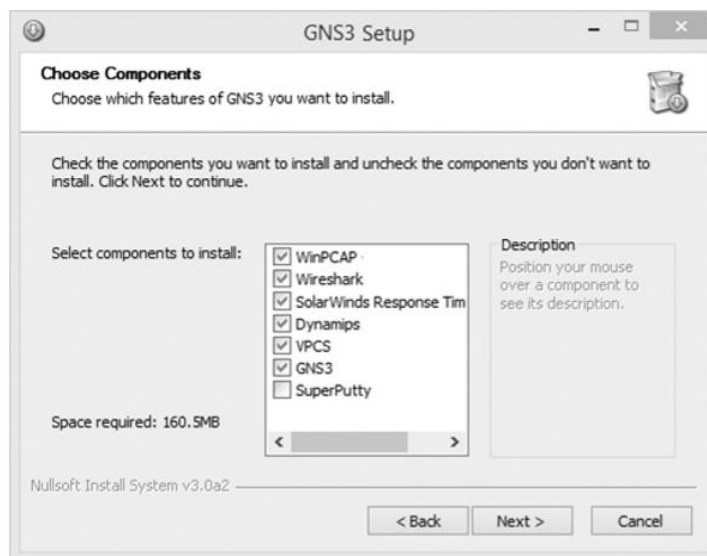 GNS3 Setup
Choose Components
Choose which features of GNS3 you want to install.
Check the components you want to install and uncheck the components you don't want to
install. Click Next to continue.
Select components to install:
WinPCAP
Wireshark
SolarWinds Response Tim
Dynamips
VPCS
GNS3
SuperPutty
Description
Position your mouse
over a component to
see its description.
Space required: 160.5MB
Nullsoft Install System v3.0a2
< Back
Next >
Cancel